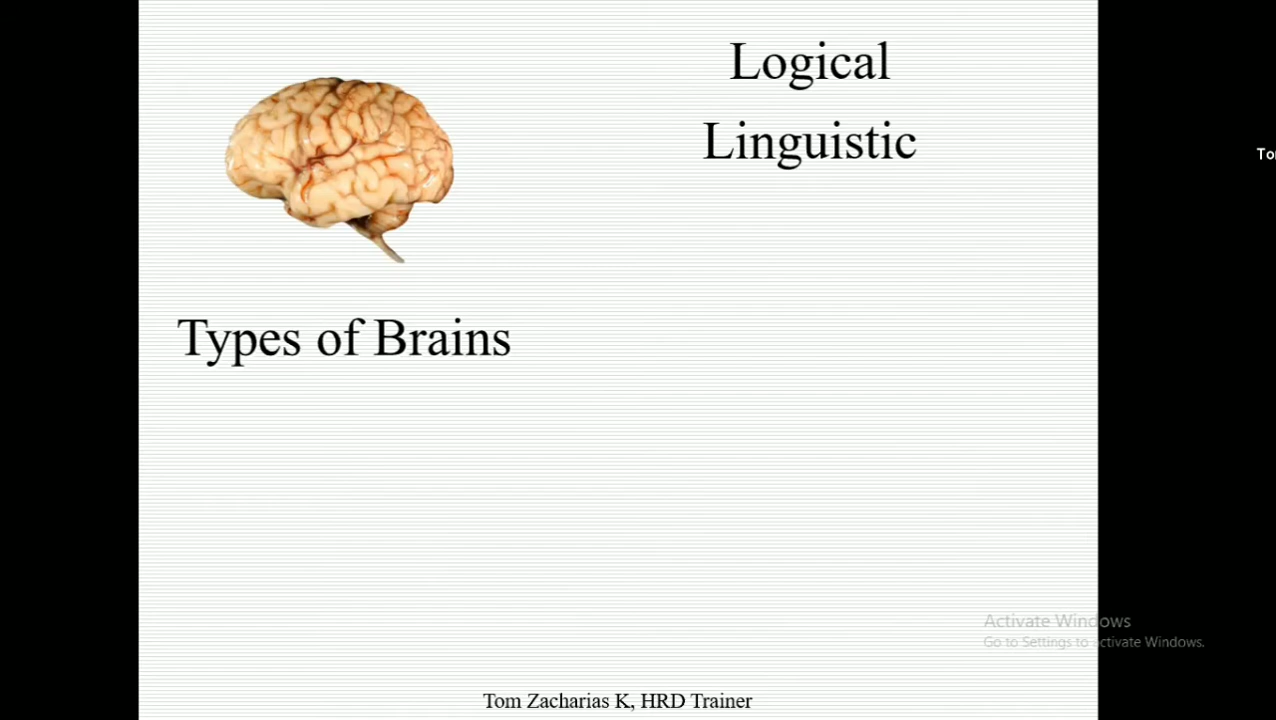 Logical
Linguistic
Types of Brains
Activate Windows
Go to Settings to activate Windows.
Tom Zacharias K, HRD Trainer